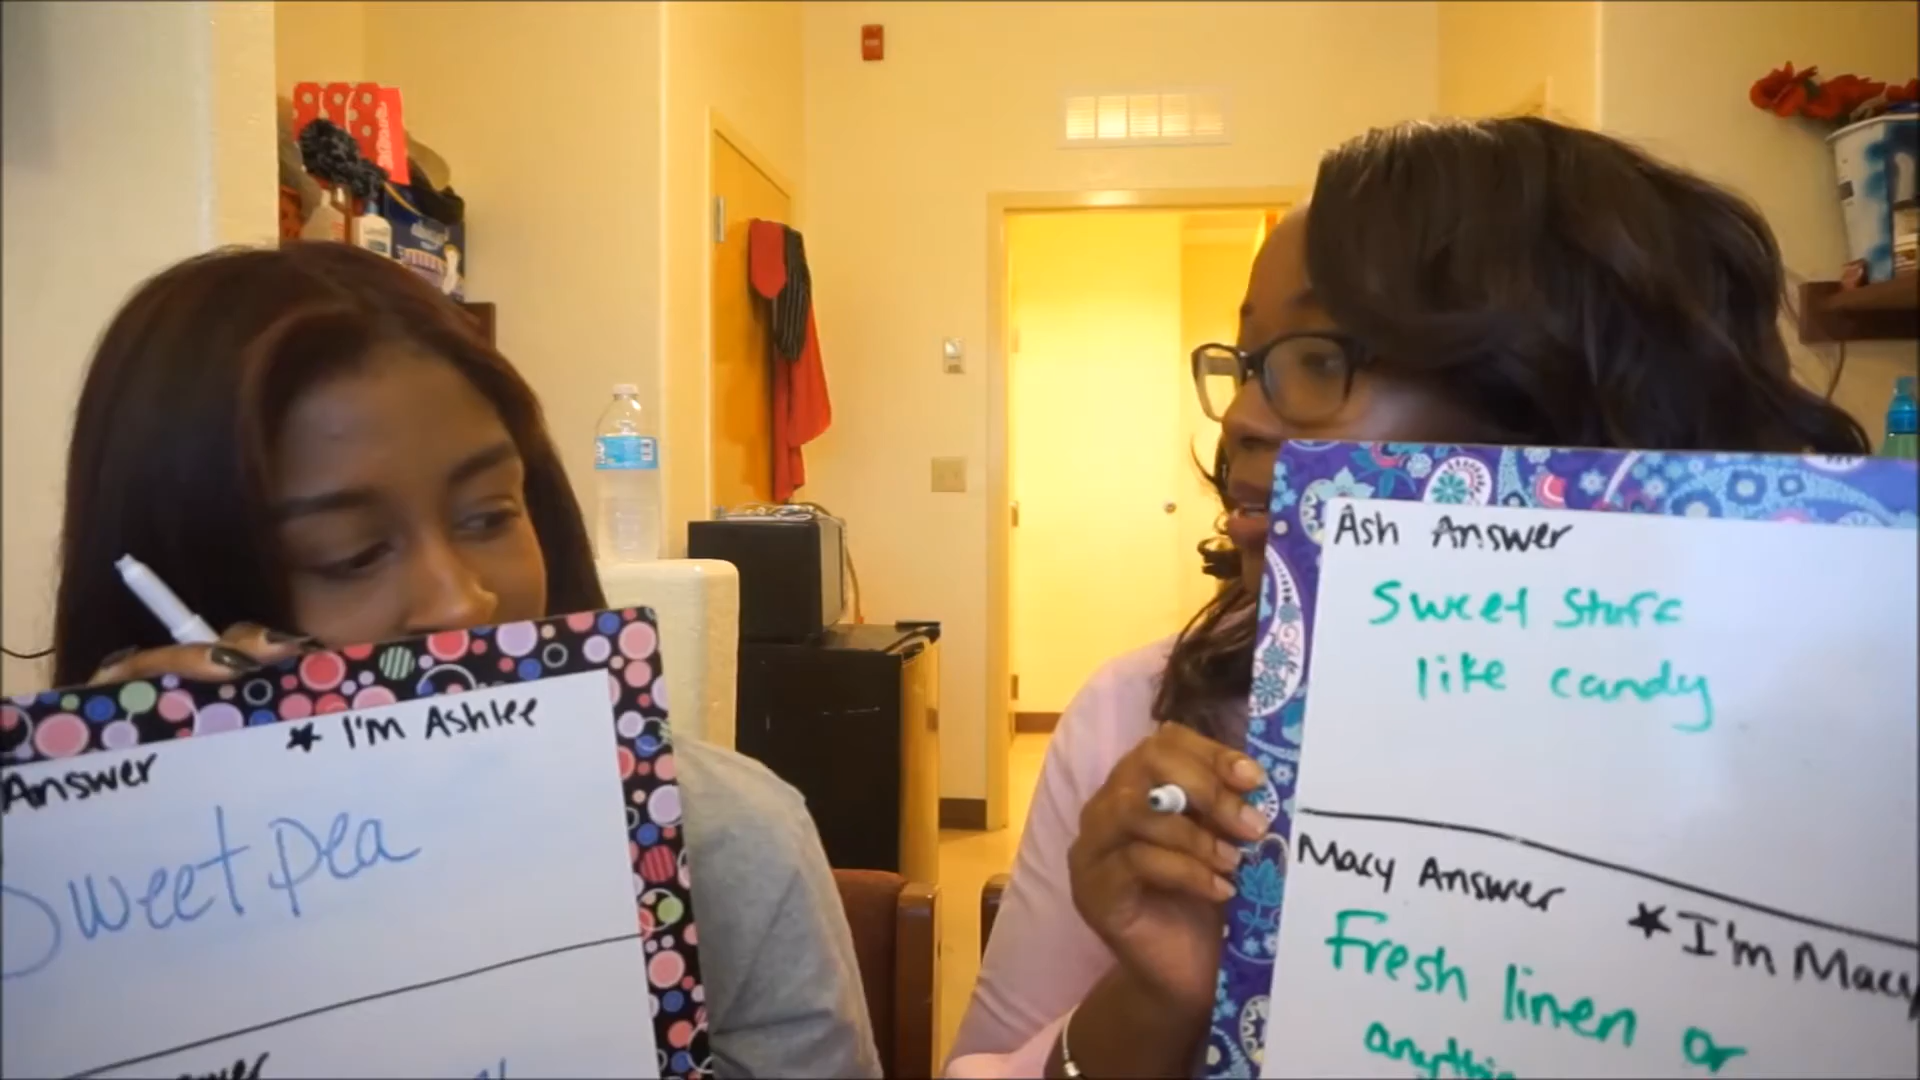 ★ I'm Ashlee
Answer
Sweet pea
Ash Answer
Sweet Stuff
like candy
Macy Answer
★ I'm Macy
Fresh linen or